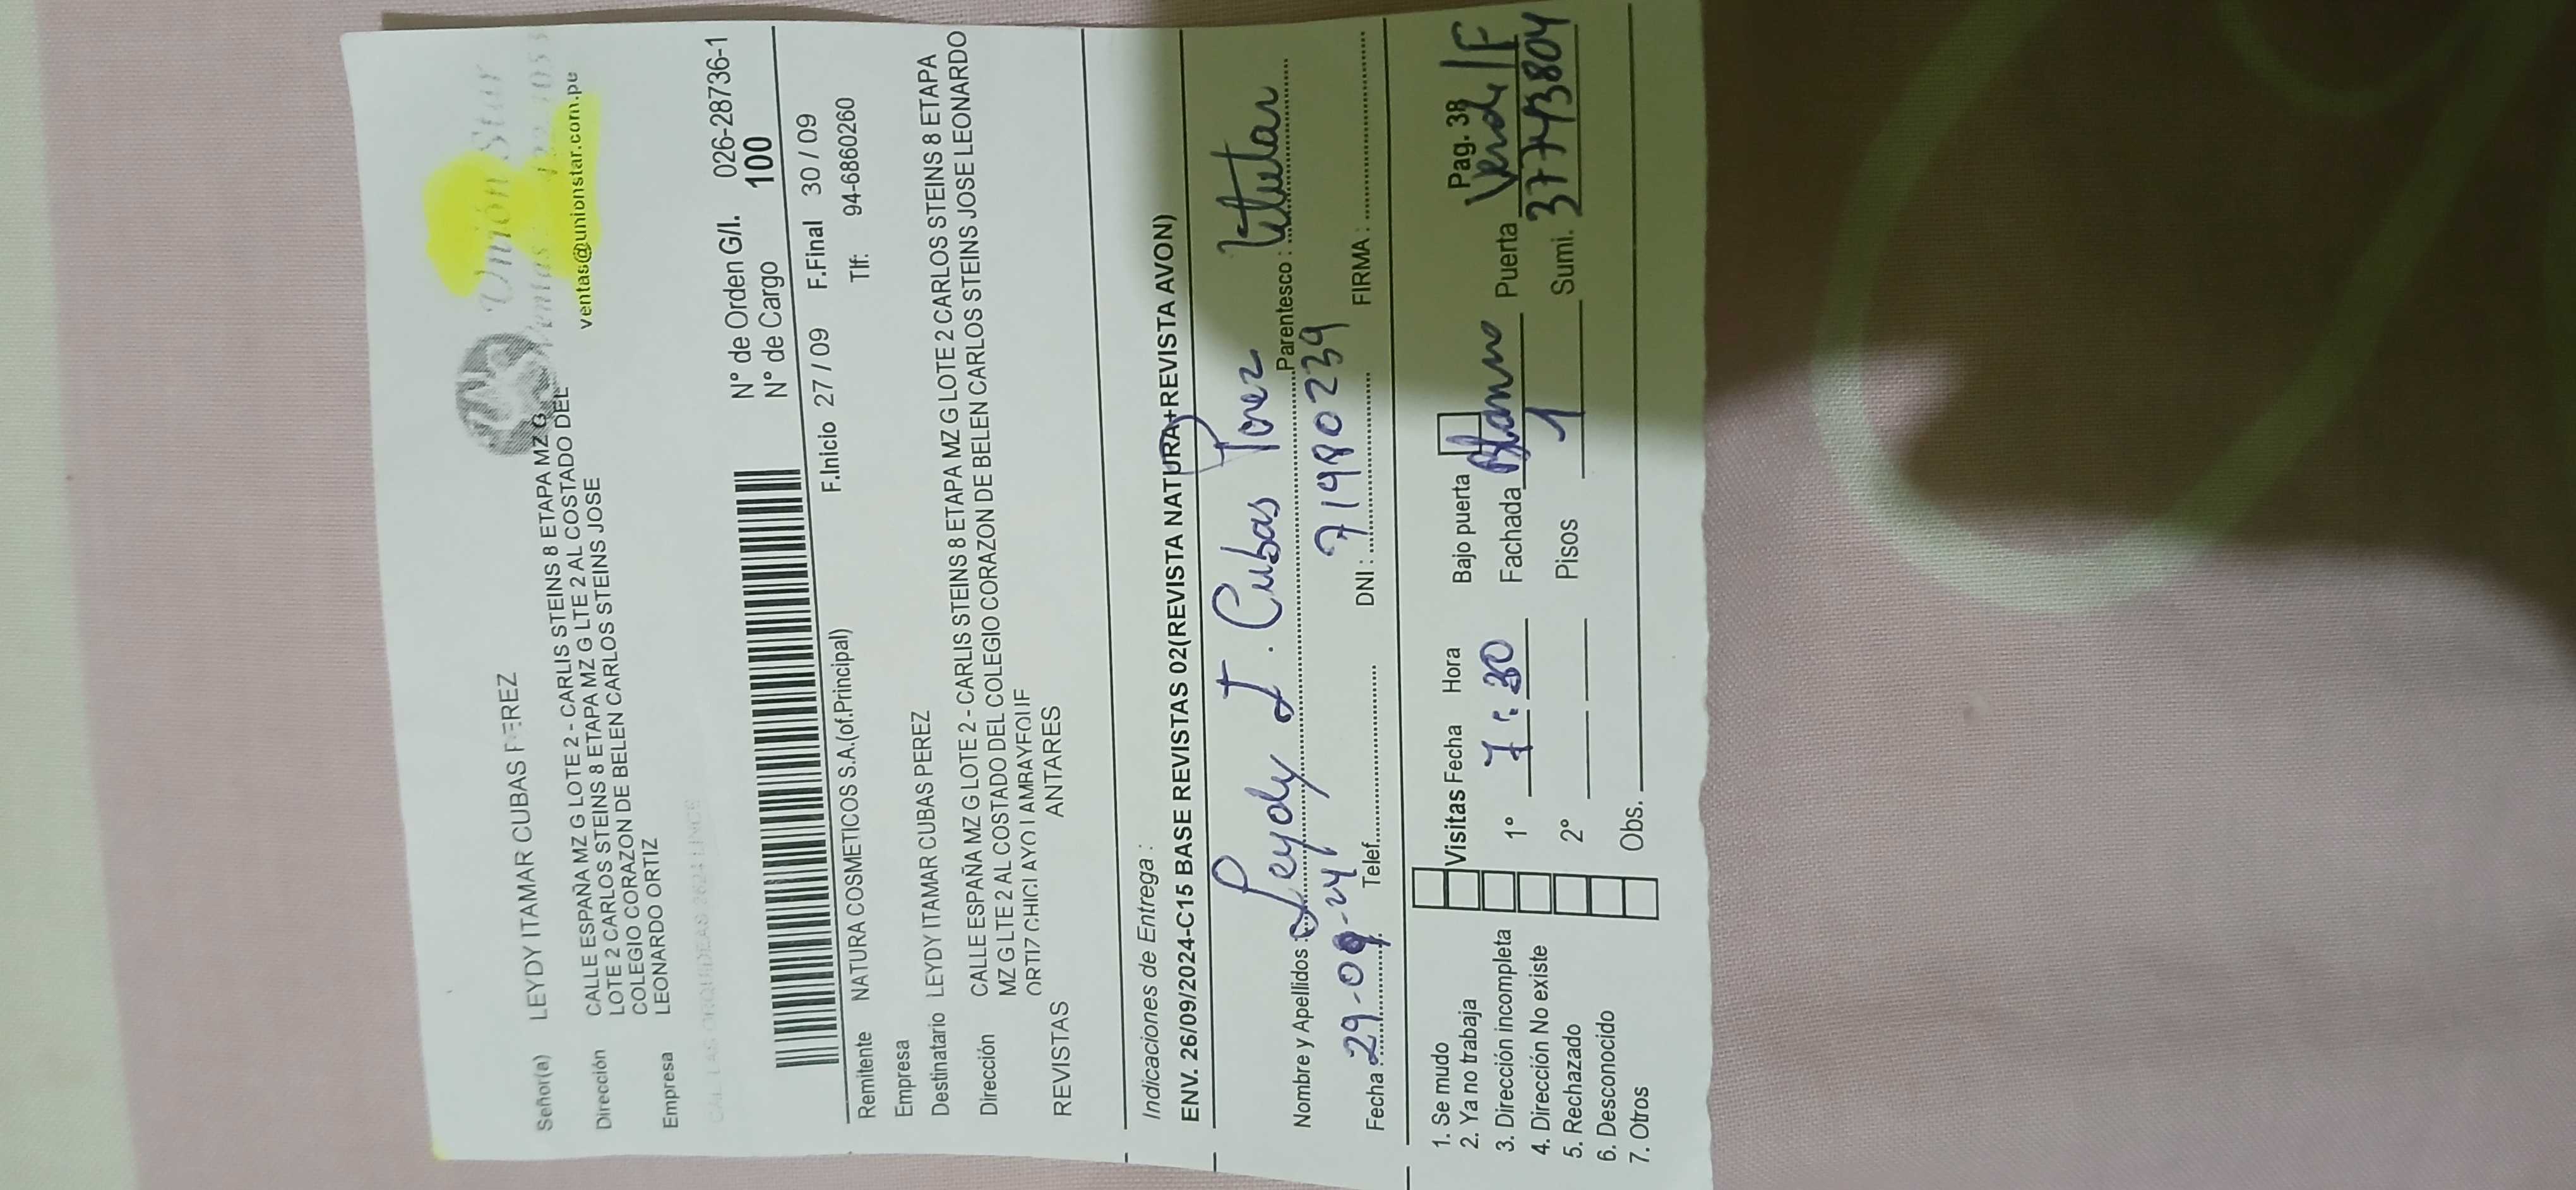 Señor(a) LEYDY ITAMAR CUBAS PEREZ
Unión Star
Ventas
ventas@unionstar.com.pe
Dirección CALLE ESPAÑA MZ G LOTE 2 - CARLIS STEINS 8 ETAPA MZ G
LOTE 2 CARLOS STEINS 8 ETAPA MZ G LTE 2 AL COSTADO DEL
COLEGIO CORAZON DE BELEN CARLOS STEINS JOSE
LEONARDO ORTIZ
Empresa
N° de Orden G/I. 026-28736-1
N° de Cargo 100
F.Inicio 27 / 09 F.Final 30 / 09
Remitente NATURA COSMETICOS S.A.(of.Principal) Tlf: 94-68860260
Empresa
Destinatario LEYDY ITAMAR CUBAS PEREZ
Dirección CALLE ESPAÑA MZ G LOTE 2 - CARLIS STEINS 8 ETAPA MZ G LOTE 2 CARLOS STEINS 8 ETAPA
MZ G LTE 2 AL COSTADO DEL COLEGIO CORAZON DE BELEN CARLOS STEINS JOSE LEONARDO
ORTIZ CHICLAYO LAMBAYEQUE
REVISTAS ANTARES
Indicaciones de Entrega :
ENV. 26/09/2024-C15 BASE REVISTAS 02(REVISTA NATURA+REVISTA AVON)
Nombre y Apellidos : Leydy I. Cubas Perez Parentesco : titular
Fecha : 29-09-24 Telef. DNI : 71980239 FIRMA :
Pag. 38
1. Se mudo
2. Ya no trabaja Visitas Fecha Hora Bajo puerta
3. Dirección incompleta 1° 7:30 Fachada Blanco Puerta Verde/F
4. Dirección No existe
5. Rechazado 2° Pisos 1 Sumi. 377743804
6. Desconocido
7. Otros Obs.